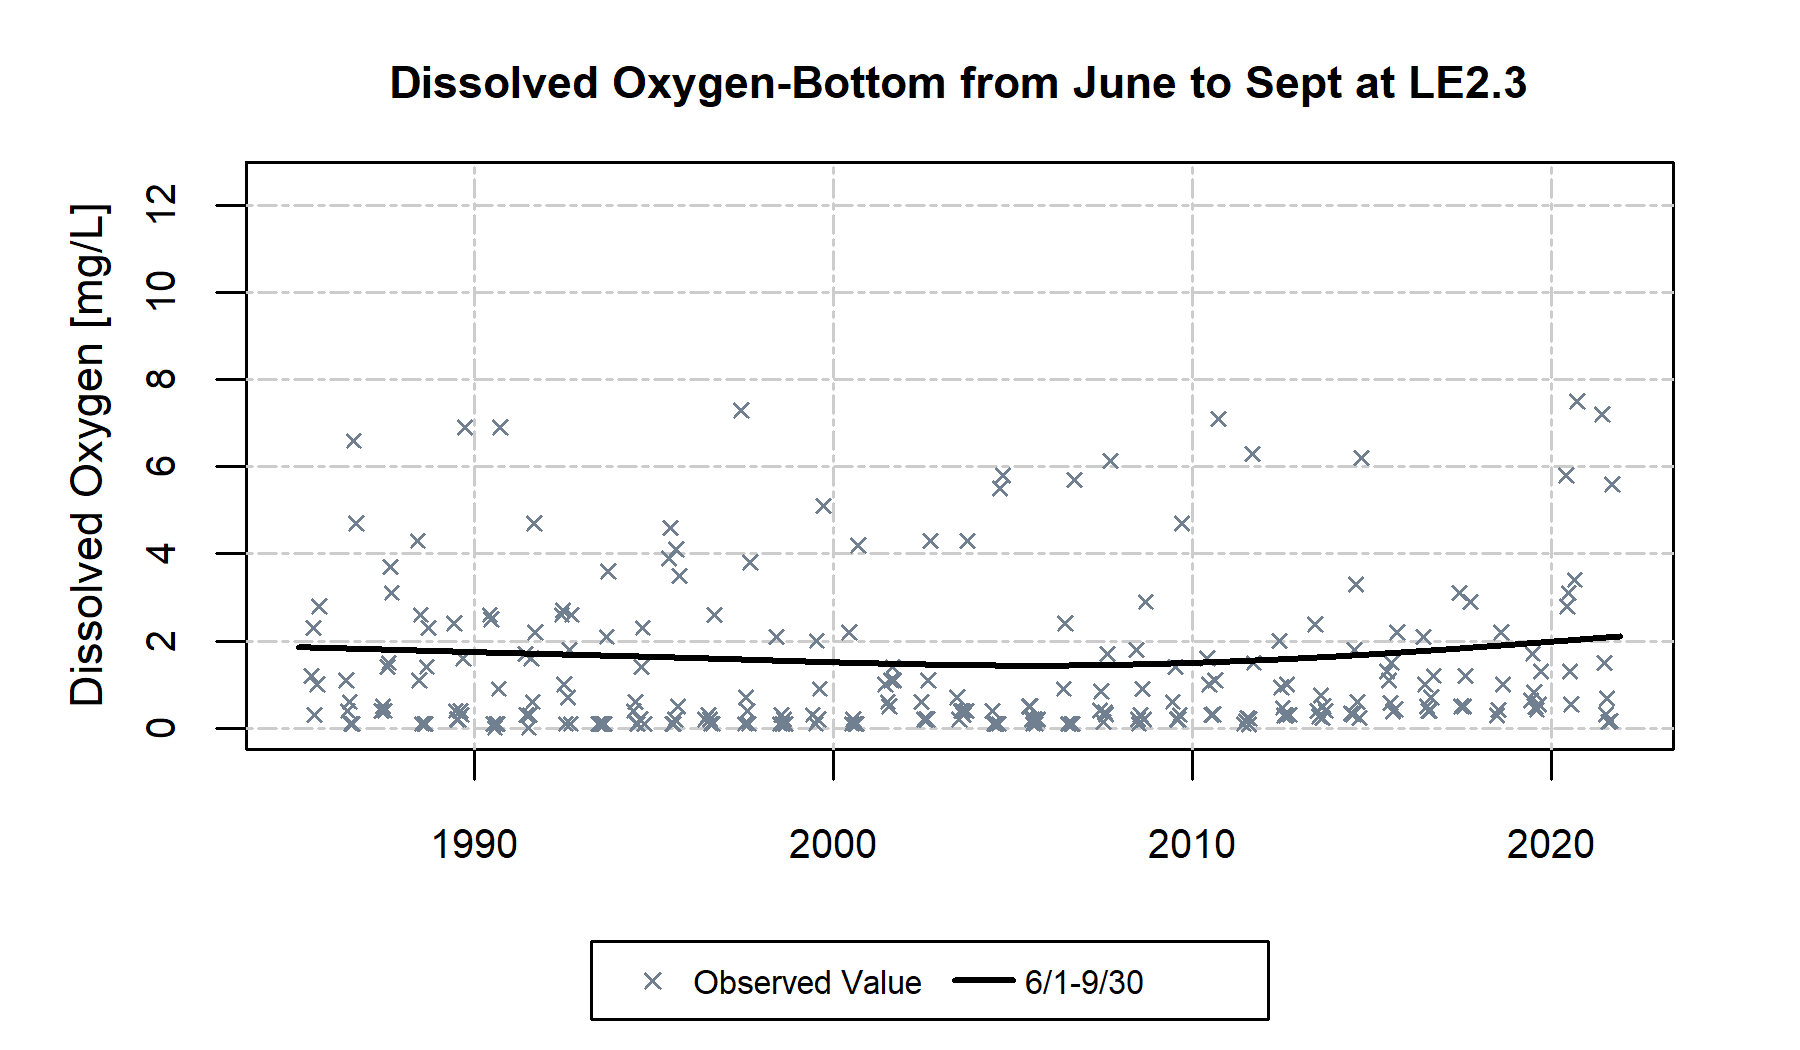 Dissolved Oxygen-Bottom from June to Sept at LE2.3
Dissolved Oxygen [mg/L]
12
10
8
6
4
2
0
1990 2000 2010 2020
Observed Value 6/1-9/30